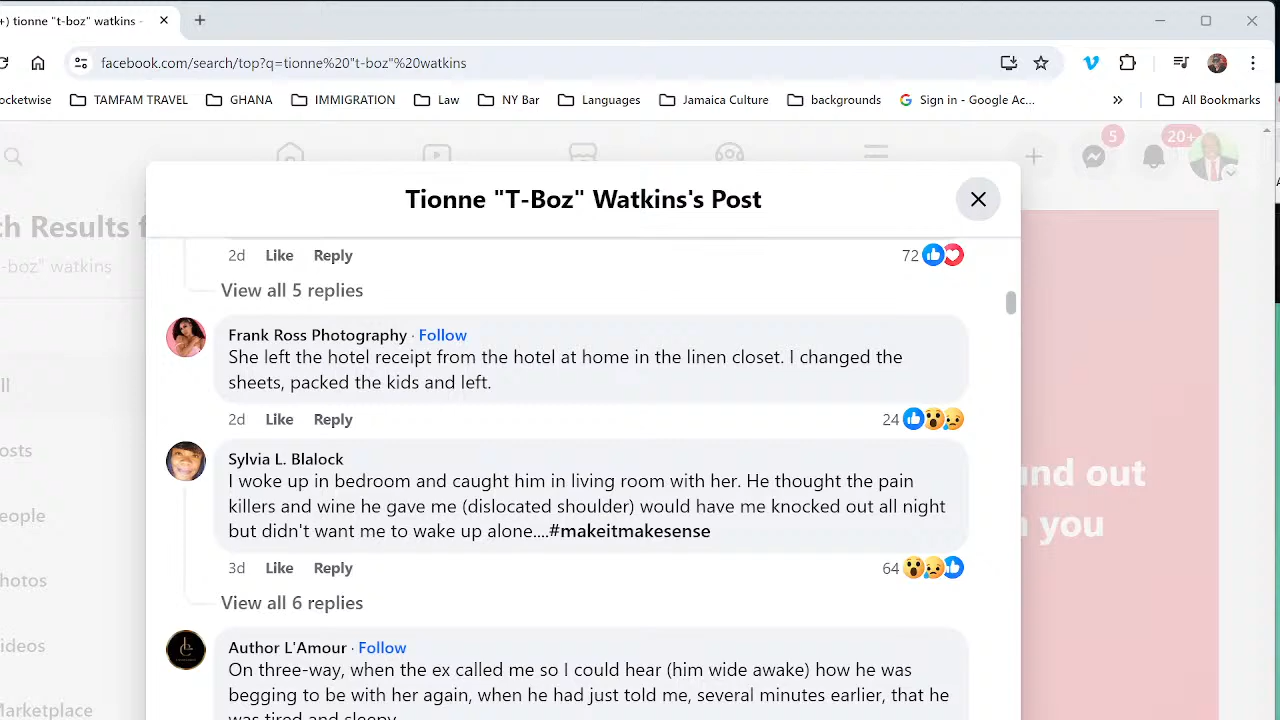 +) tionne "t-boz" watkins -
facebook.com/search/top?q=tionne%20"t-boz"%20watkins
ocketwise TAMFAM TRAVEL GHANA IMMIGRATION Law NY Bar Languages Jamaica Culture backgrounds Sign in - Google Ac... » All Bookmarks
5 20+
Tionne "T-Boz" Watkins's Post
ch Results f
-boz" watkins
2d Like Reply 72
View all 5 replies
Frank Ross Photography · Follow
She left the hotel receipt from the hotel at home in the linen closet. I changed the
sheets, packed the kids and left.
ll
2d Like Reply 24
osts
Sylvia L. Blalock
I woke up in bedroom and caught him in living room with her. He thought the pain
killers and wine he gave me (dislocated shoulder) would have me knocked out all night
but didn't want me to wake up alone....#makeitmakesense
und out
n you
eople
3d Like Reply 64
hotos
View all 6 replies
ideos
Author L'Amour · Follow
On three-way, when the ex called me so I could hear (him wide awake) how he was
begging to be with her again, when he had just told me, several minutes earlier, that he
was tired and sleepy
Marketplace